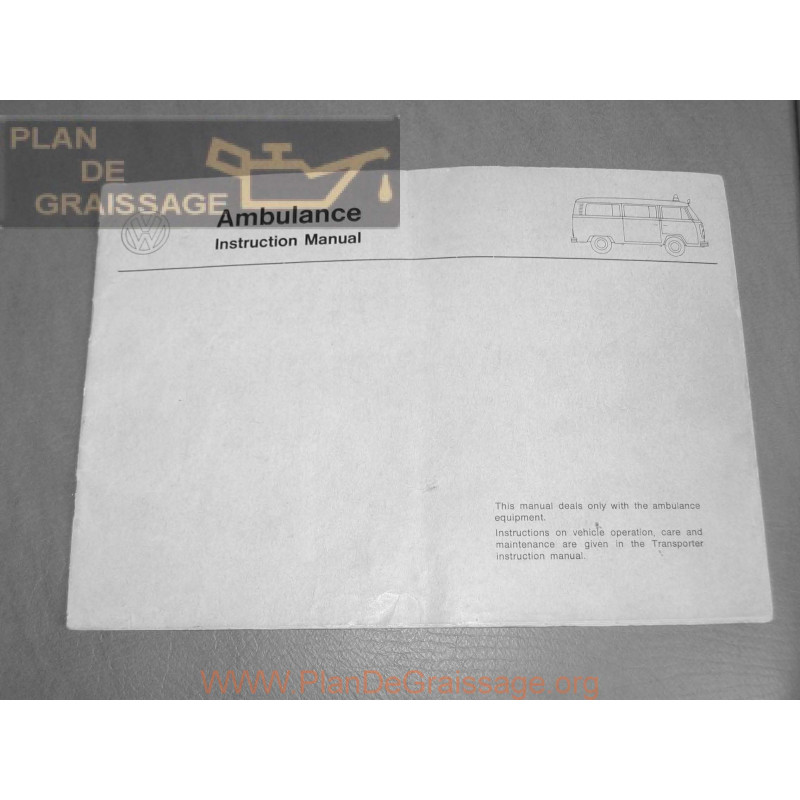 PLAN
DE
GRAISSAGE
Ambulance
Instruction Manual
This manual deals only with the ambulance
equipment.
Instructions on vehicle operation, care and
maintenance are given in the Transporter
instruction manual.
www.PlanDeGraissage.org